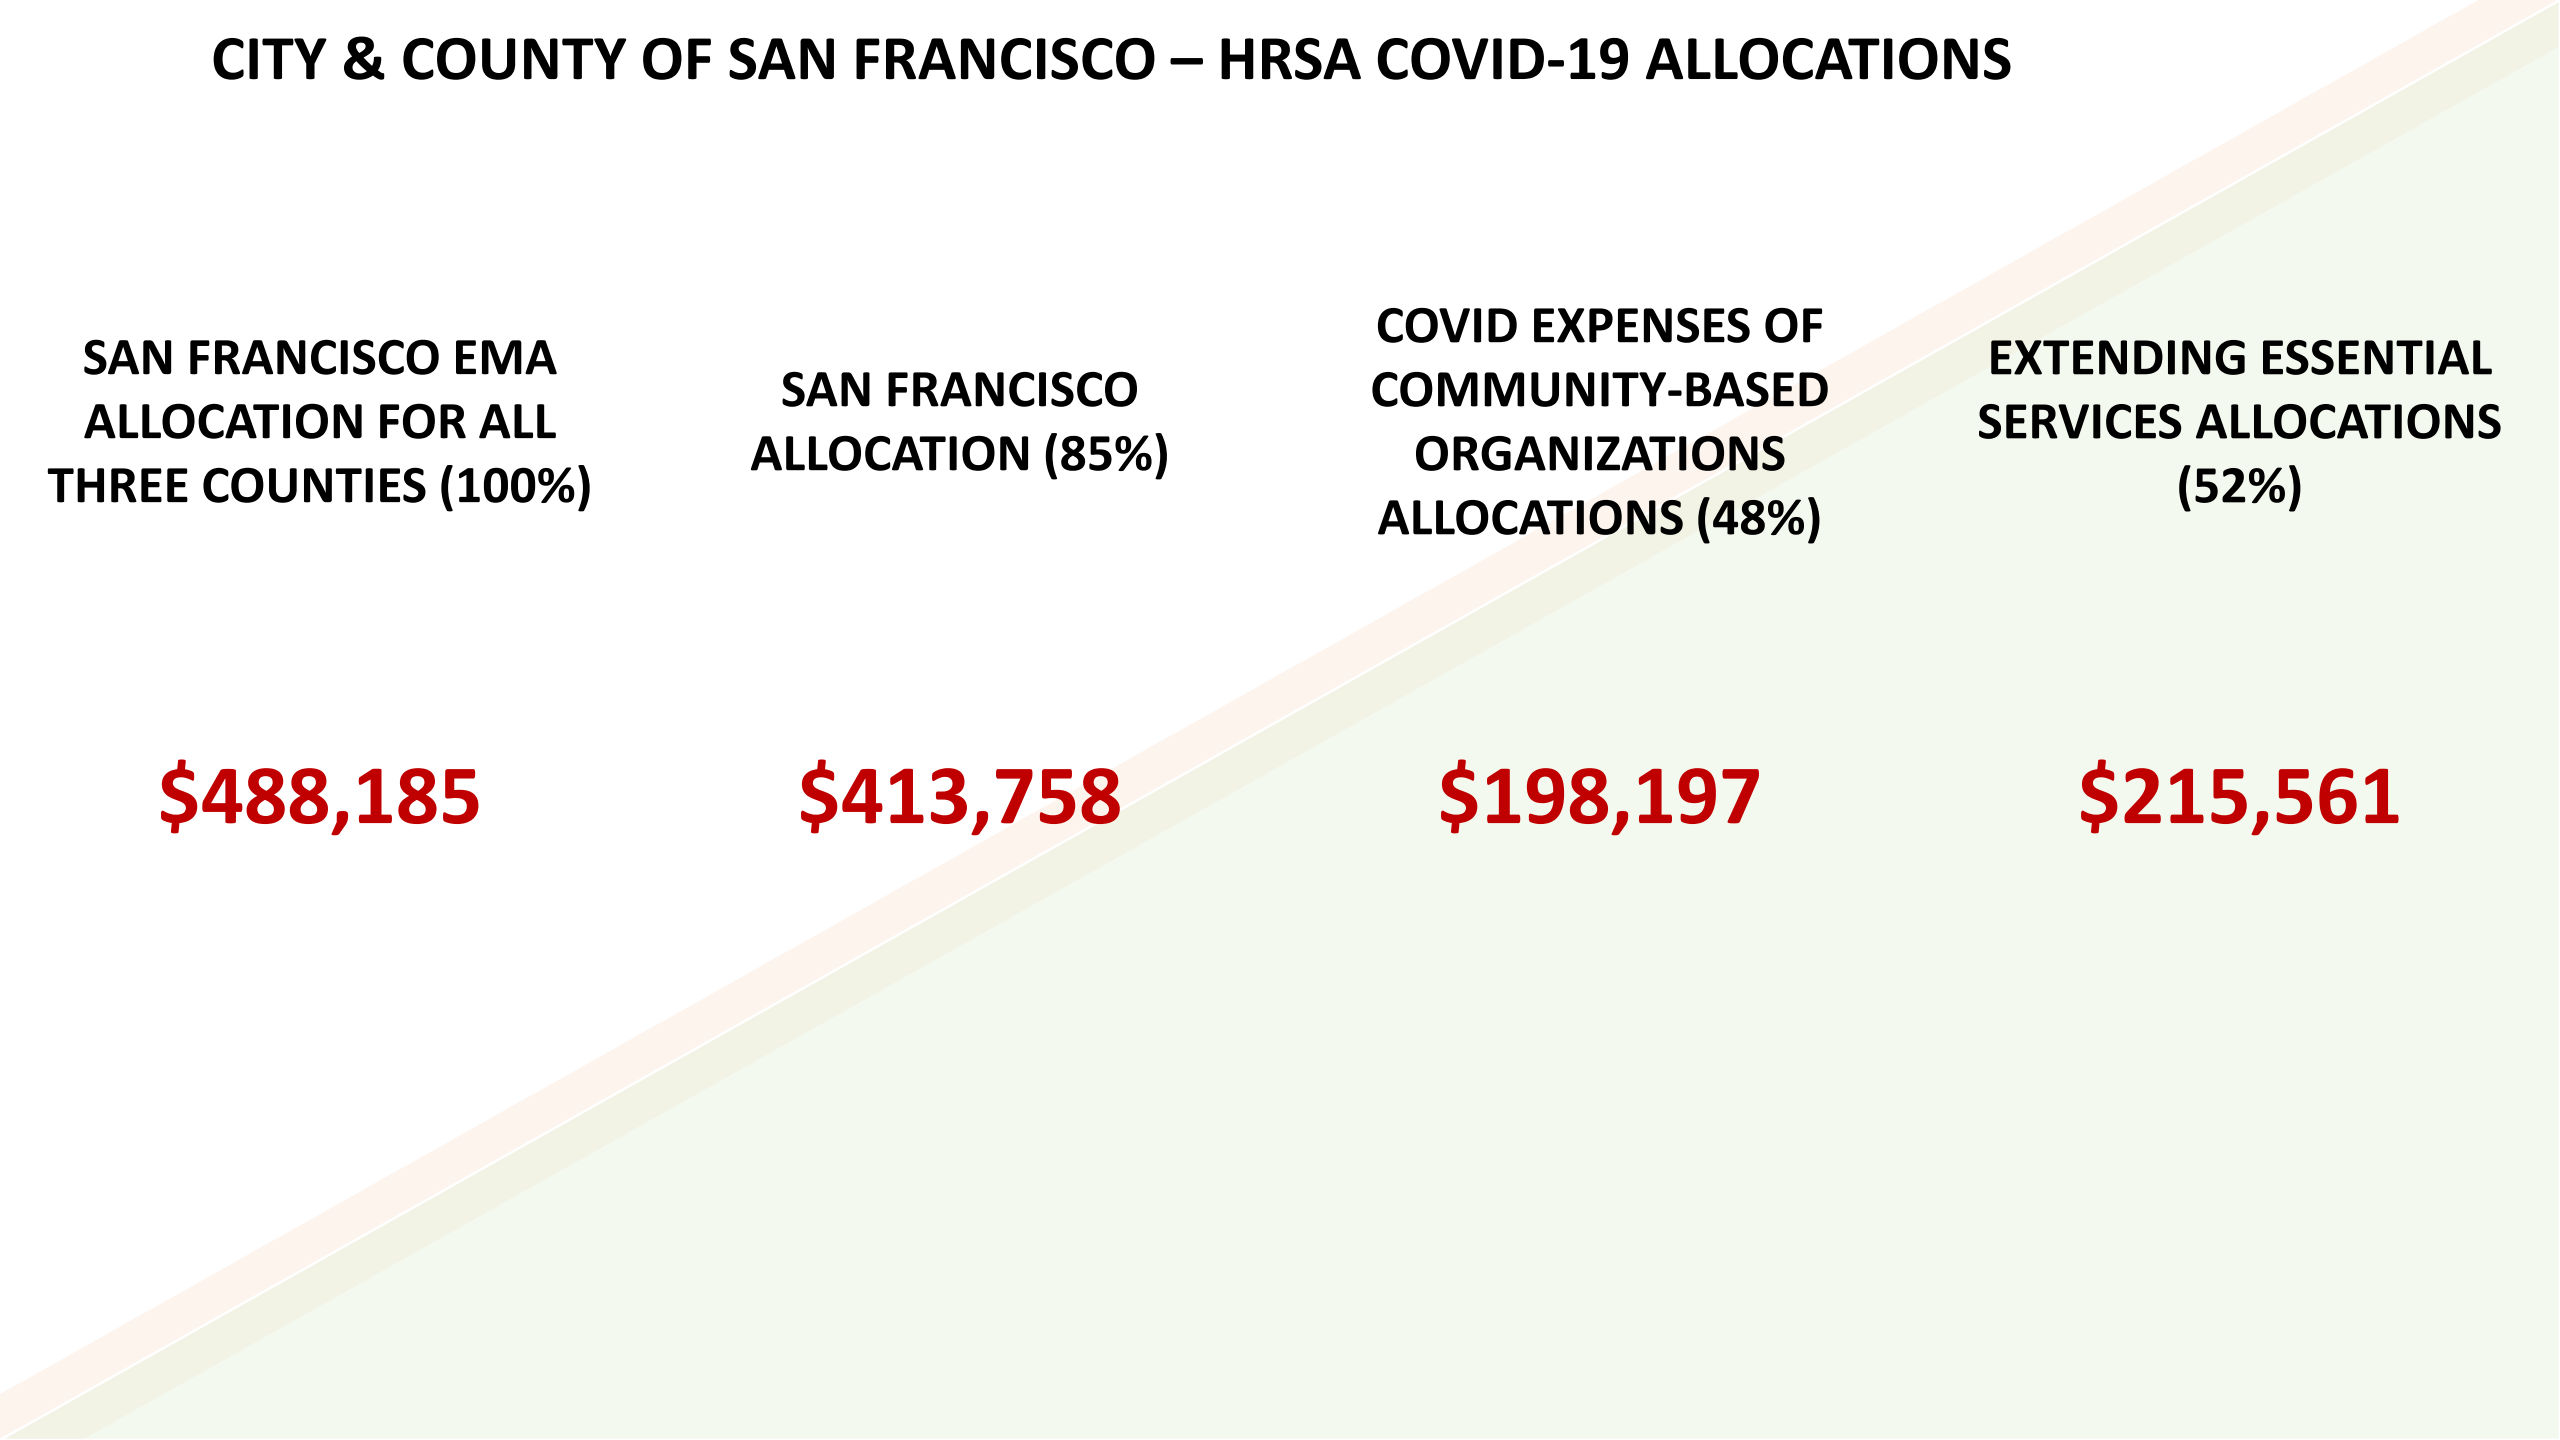 CITY & COUNTY OF SAN FRANCISCO – HRSA COVID-19 ALLOCATIONS
SAN FRANCISCO EMA
ALLOCATION FOR ALL
THREE COUNTIES (100%)
SAN FRANCISCO
ALLOCATION (85%)
COVID EXPENSES OF
COMMUNITY-BASED
ORGANIZATIONS
ALLOCATIONS (48%)
EXTENDING ESSENTIAL
SERVICES ALLOCATIONS
(52%)
$488,185
$413,758
$198,197
$215,561